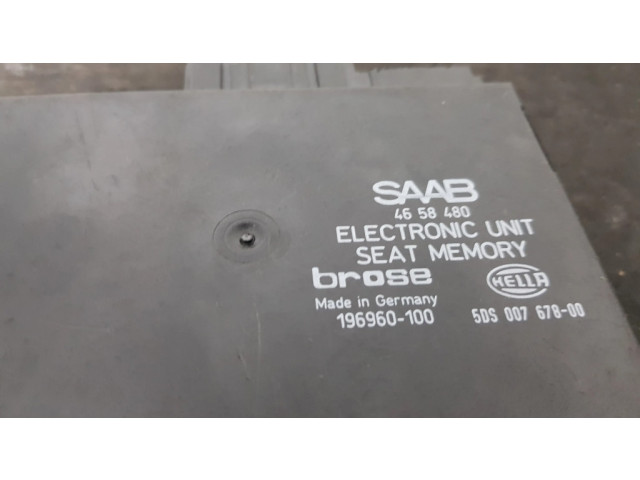 SAAB
46 58 480
ELECTRONIC UNIT
SEAT MEMORY
brose HELLA
Made in Germany
196960-100 5DS 007 678-00